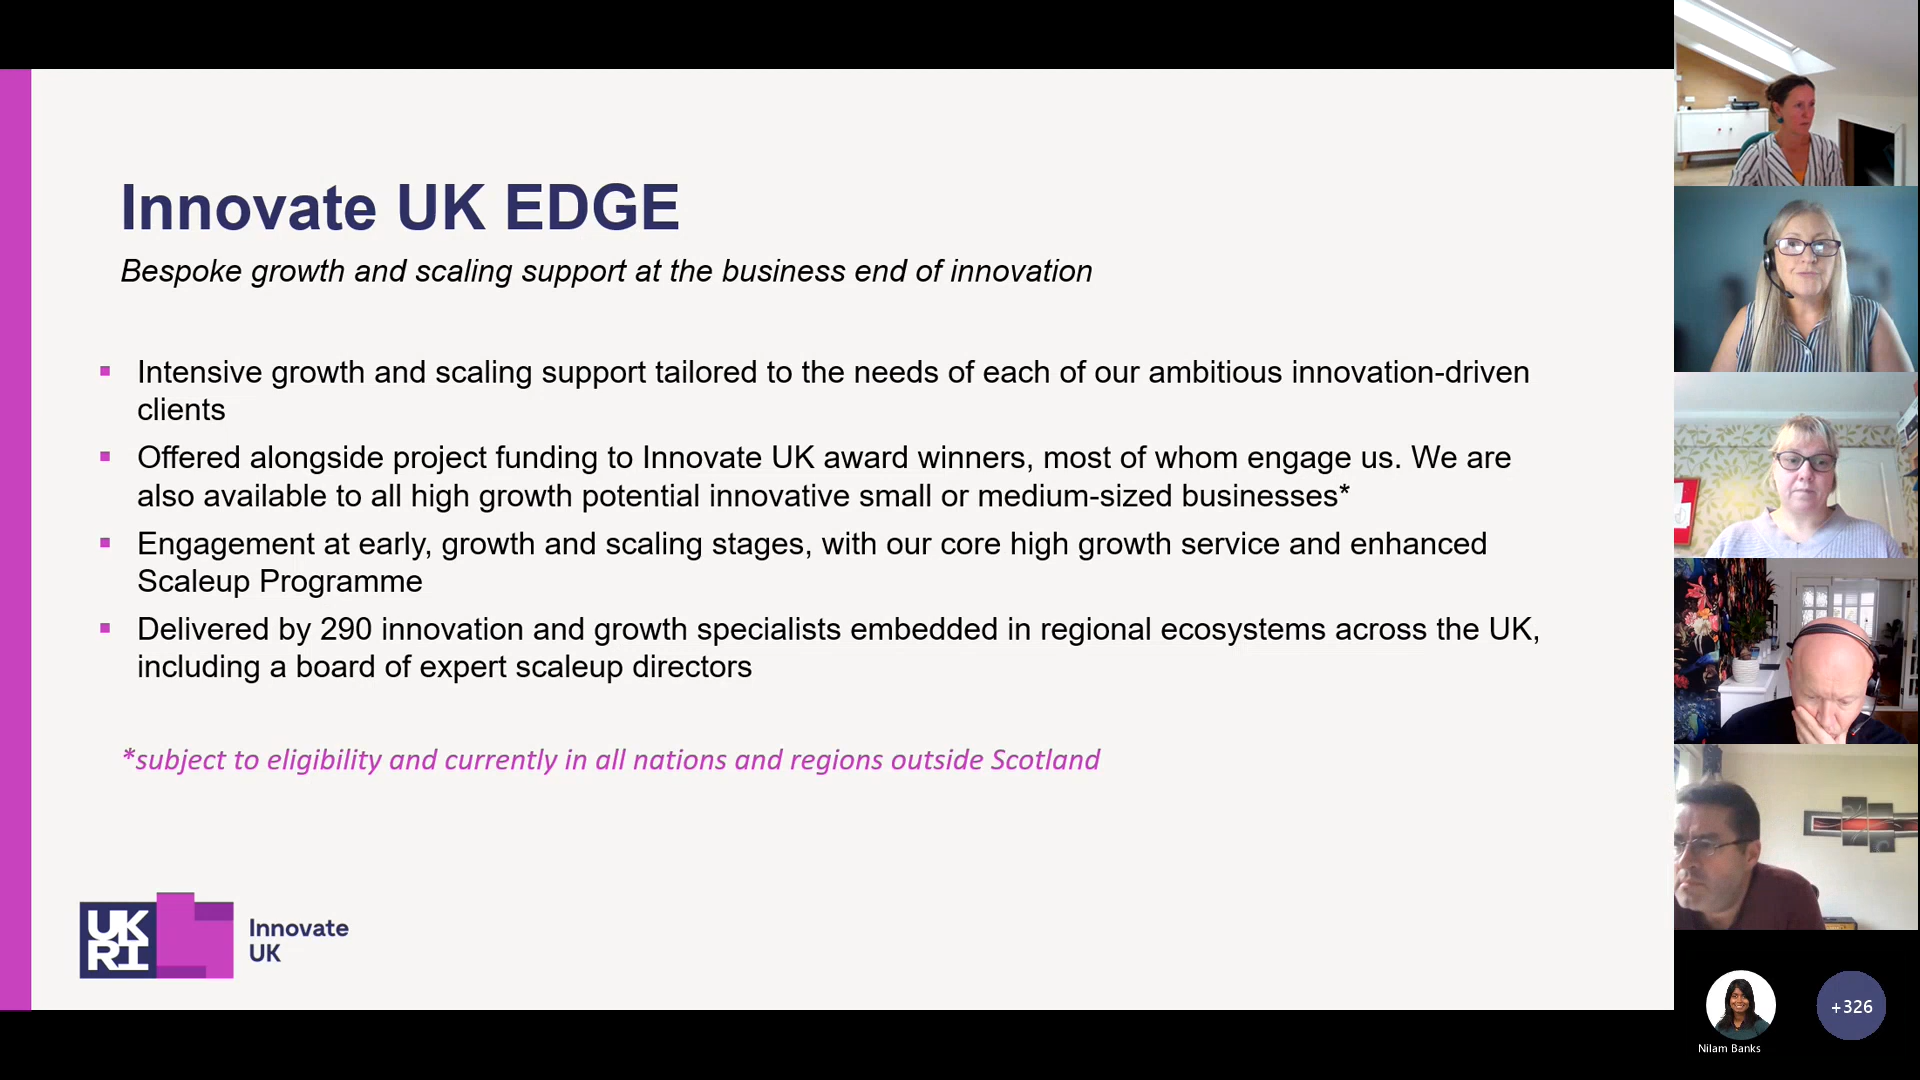 Innovate UK EDGE
Bespoke growth and scaling support at the business end of innovation
Intensive growth and scaling support tailored to the needs of each of our ambitious innovation-driven
clients
Offered alongside project funding to Innovate UK award winners, most of whom engage us. We are
also available to all high growth potential innovative small or medium-sized businesses*
Engagement at early, growth and scaling stages, with our core high growth service and enhanced
Scaleup Programme
Delivered by 290 innovation and growth specialists embedded in regional ecosystems across the UK,
including a board of expert scaleup directors
*subject to eligibility and currently in all nations and regions outside Scotland
UK
RI
Innovate
UK
+326
Nilam Banks